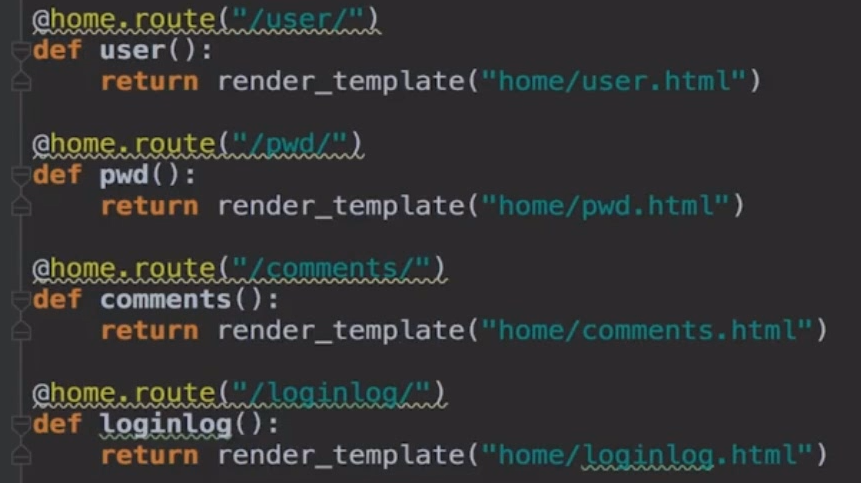 @home.route("/user/")
def user():
    return render_template("home/user.html")
@home.route("/pwd/")
def pwd():
    return render_template("home/pwd.html")
@home.route("/comments/")
def comments():
    return render_template("home/comments.html")
@home.route("/loginlog/")
def loginlog():
    return render_template("home/loginlog.html")